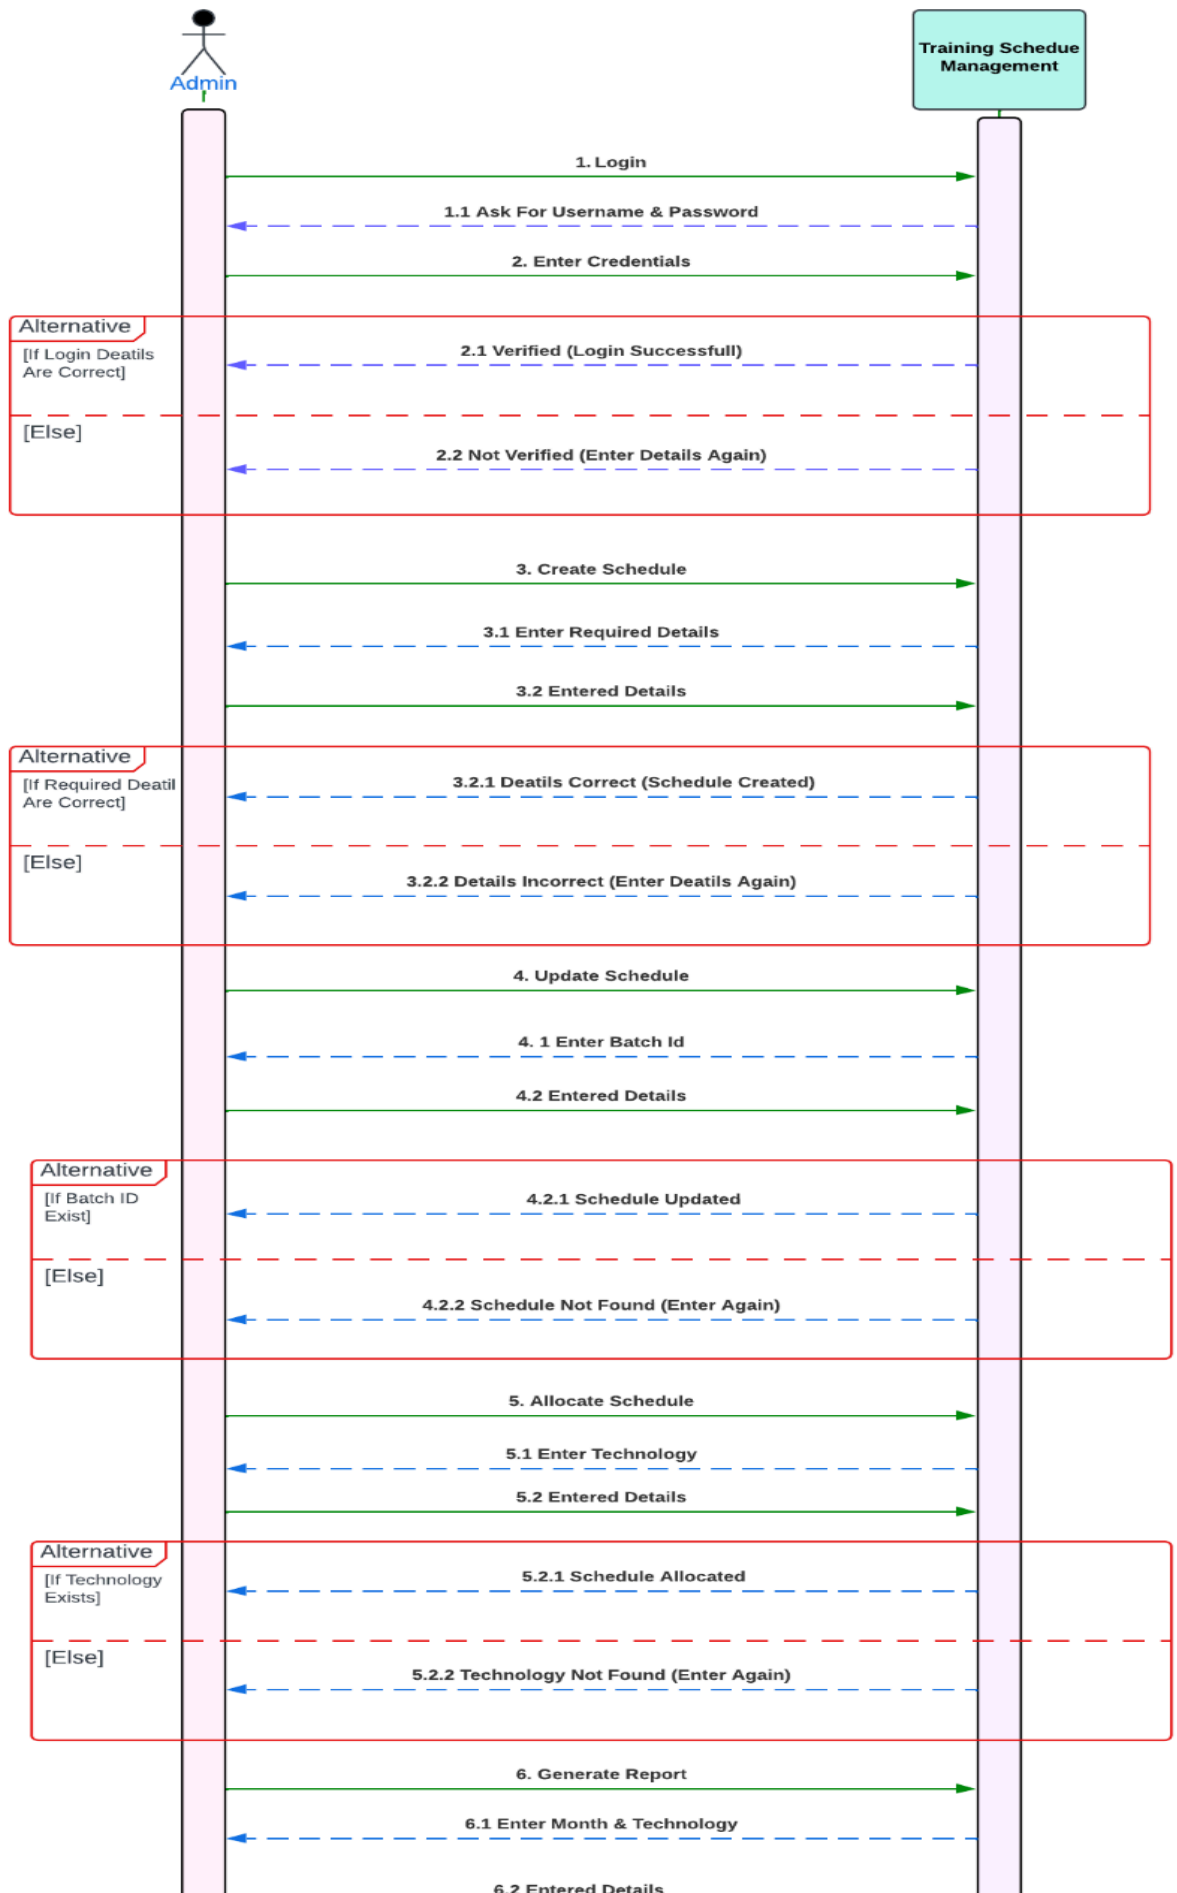 Admin
Training Schedue
Management
1. Login
1.1 Ask For Username & Password
2. Enter Credentials
Alternative
[If Login Deatils
Are Correct]
2.1 Verified (Login Successfull)
[Else]
2.2 Not Verified (Enter Details Again)
3. Create Schedule
3.1 Enter Required Details
3.2 Entered Details
Alternative
[If Required Deatil
Are Correct]
3.2.1 Deatils Correct (Schedule Created)
[Else]
3.2.2 Details Incorrect (Enter Deatils Again)
4. Update Schedule
4. 1 Enter Batch Id
4.2 Entered Details
Alternative
[If Batch ID
Exist]
4.2.1 Schedule Updated
[Else]
4.2.2 Schedule Not Found (Enter Again)
5. Allocate Schedule
5.1 Enter Technology
5.2 Entered Details
Alternative
[If Technology
Exists]
5.2.1 Schedule Allocated
[Else]
5.2.2 Technology Not Found (Enter Again)
6. Generate Report
6.1 Enter Month & Technology
6.2 Entered Details